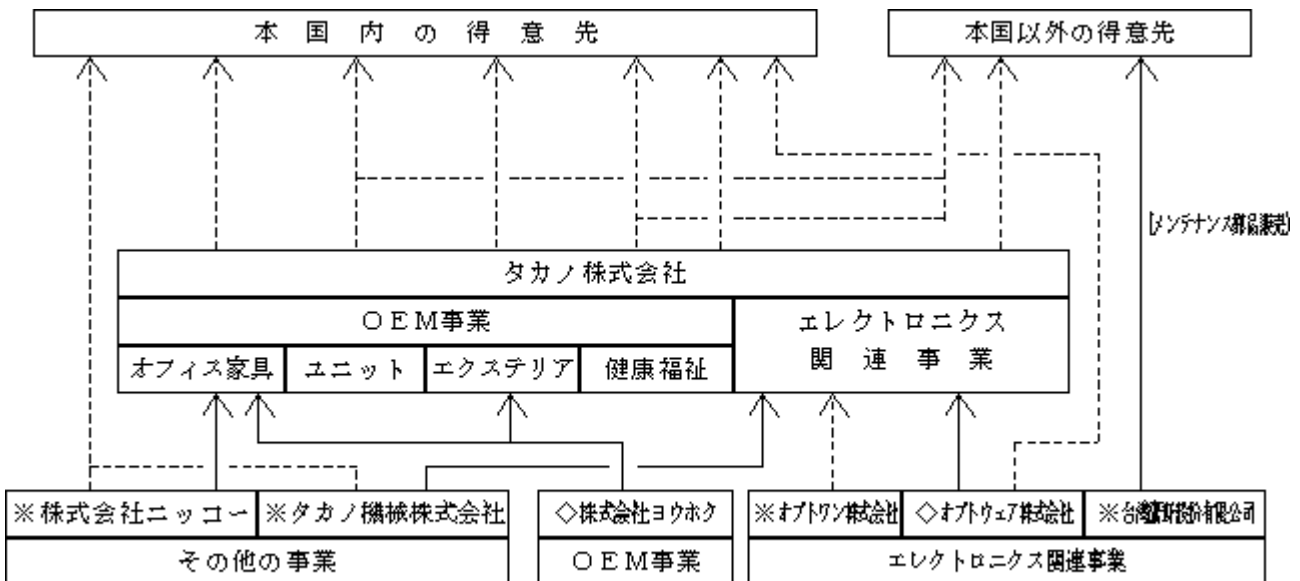 本国内の得意先
本国以外の得意先
[メンテナンス部品販売]
タカノ株式会社
OEM事業
エレクトロニクス
関連事業
オフィス家具
ユニット
エクステリア
健康福祉
※株式会社ニッコー
※タカノ機械株式会社
◇株式会社ヨウホク
※オプトワン株式会社
◇オプトウェア株式会社
その他の事業
OEM事業
エレクトロニクス関連事業